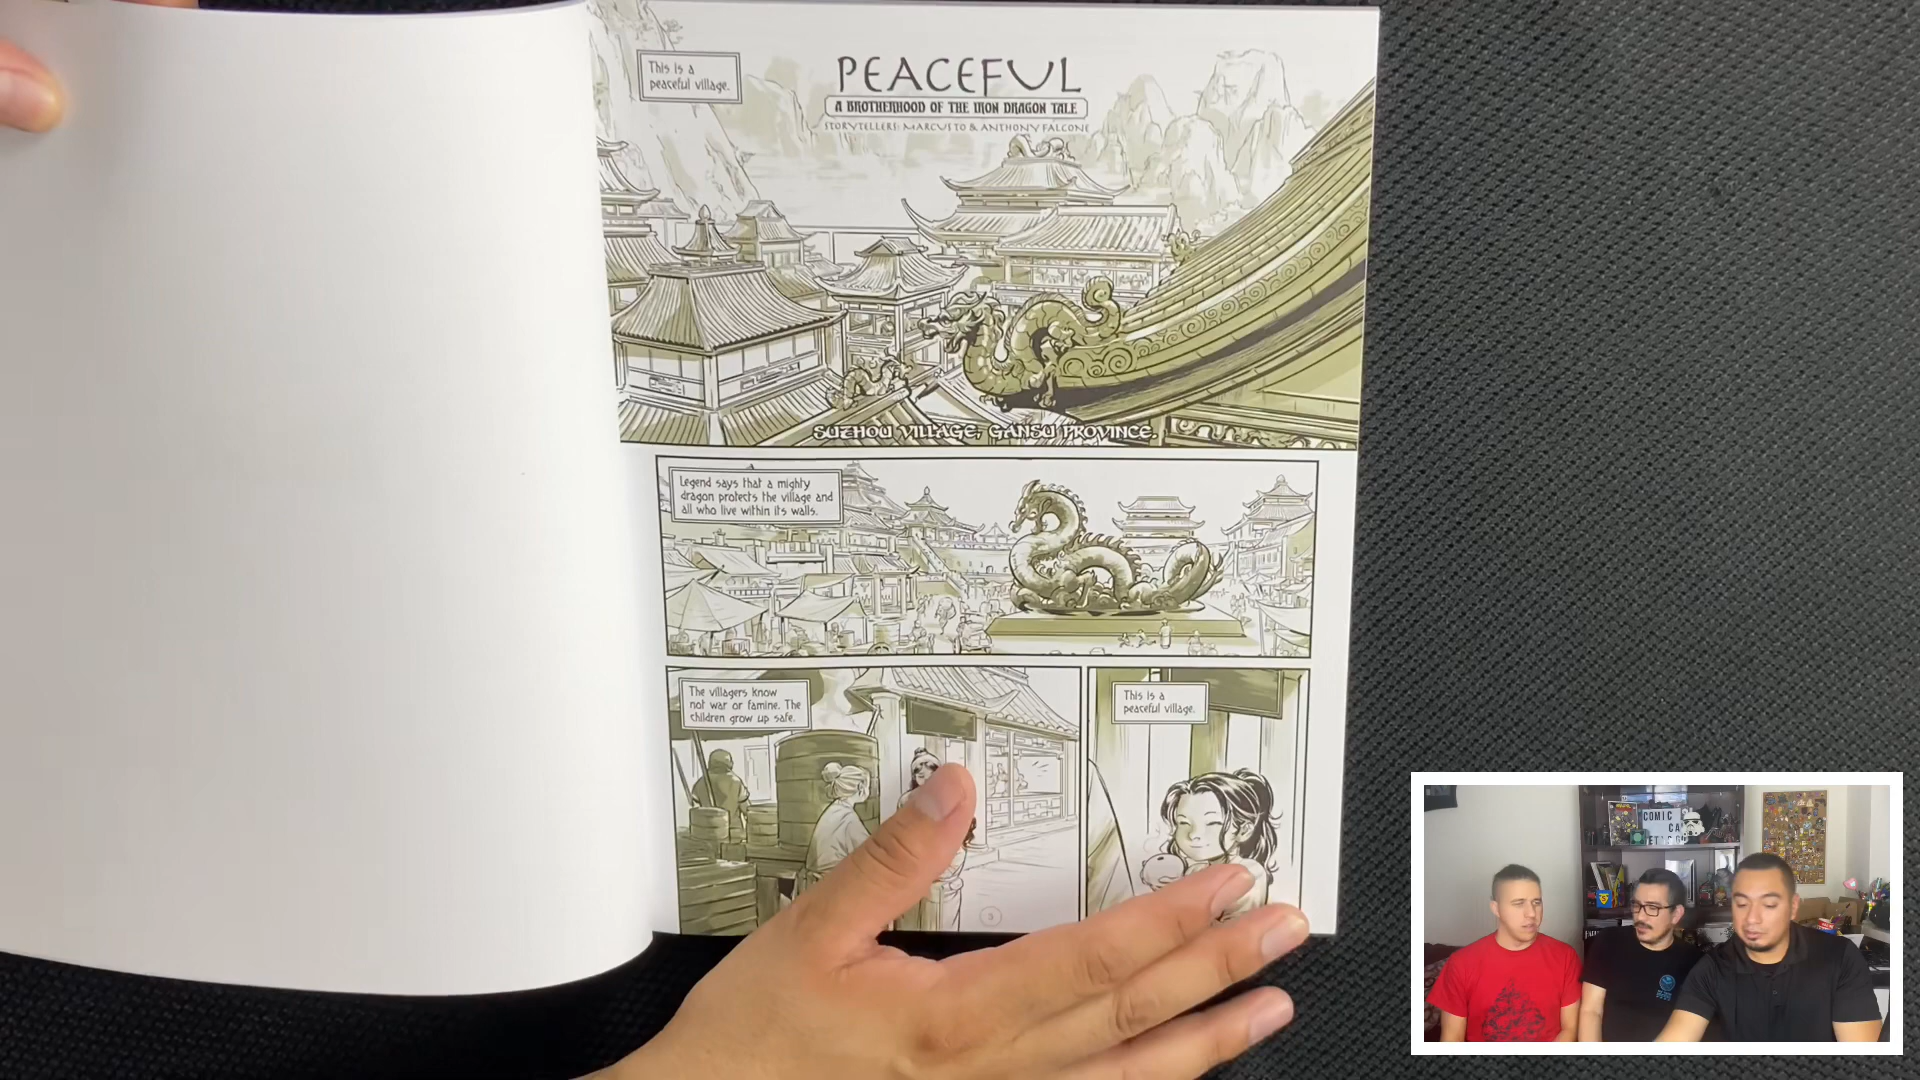 This is a
peaceful village.
PEACEFUL
A BROTHERHOOD OF THE IRON DRAGON TALE
STORYTELLERS: MARCUS TO & ANTHONY FALCONE
SUZHOU VILLAGE, GANSU PROVINCE.
Legend says that a mighty
dragon protects the village and
all who live within its walls.
The villagers know
not war or famine. The
children grow up safe.
This is a
peaceful village.
3
COMIC
CA